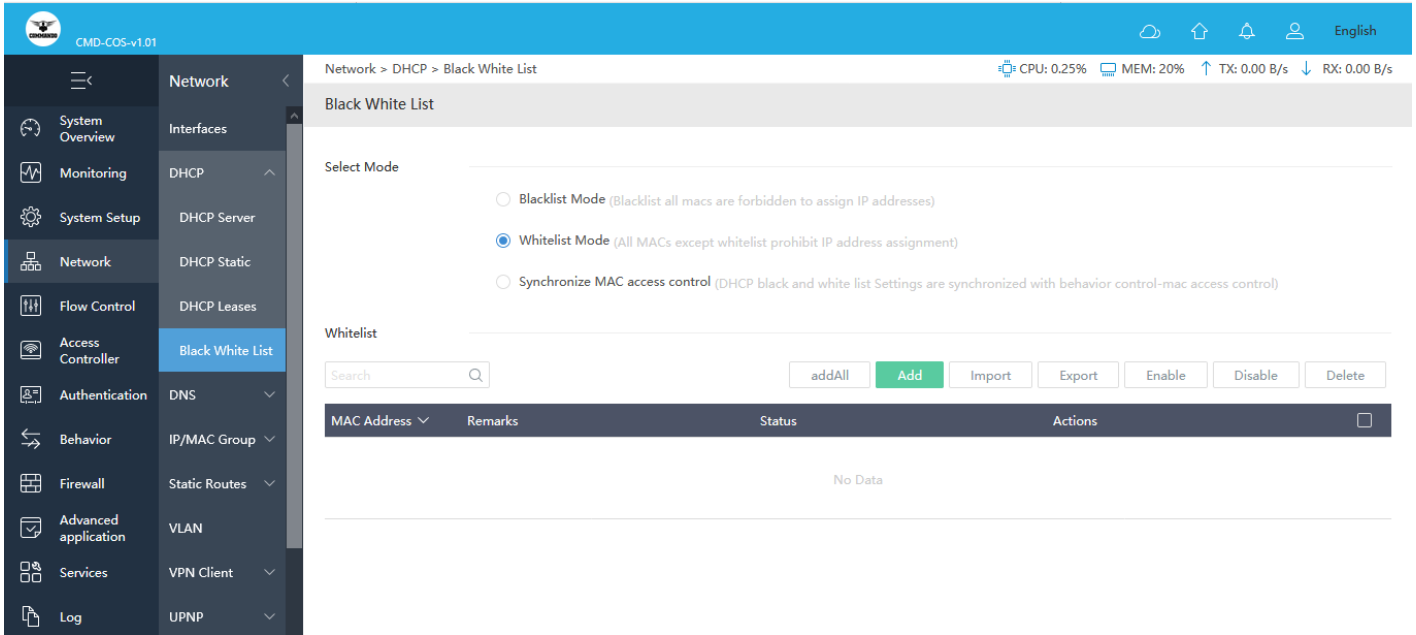 COMMANDO
CMD-COS-v1.01
English
Network
Network > DHCP > Black White List
CPU: 0.25%
MEM: 20%
TX: 0.00 B/s
RX: 0.00 B/s
Black White List
System
Overview
Monitoring
System Setup
Network
Flow Control
Access
Controller
Authentication
Behavior
Firewall
Advanced
application
Services
Log
Interfaces
DHCP
DHCP Server
DHCP Static
DHCP Leases
Black White List
DNS
IP/MAC Group
Static Routes
VLAN
VPN Client
UPNP
Select Mode
Blacklist Mode (Blacklist all macs are forbidden to assign IP addresses)
Whitelist Mode (All MACs except whitelist prohibit IP address assignment)
Synchronize MAC access control (DHCP black and white list Settings are synchronized with behavior control-mac access control)
Whitelist
Search
addAll
Add
Import
Export
Enable
Disable
Delete
MAC Address Remarks Status Actions
No Data